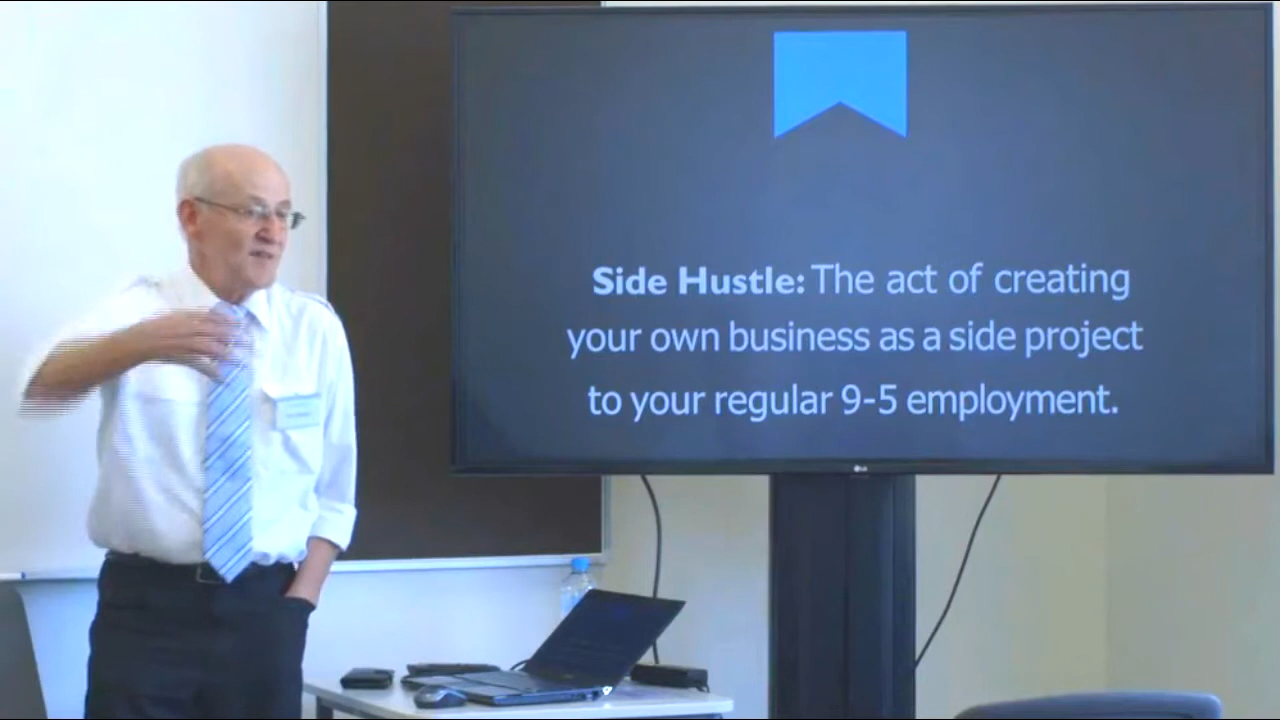 Side Hustle: The act of creating
your own business as a side project
to your regular 9-5 employment.
LG